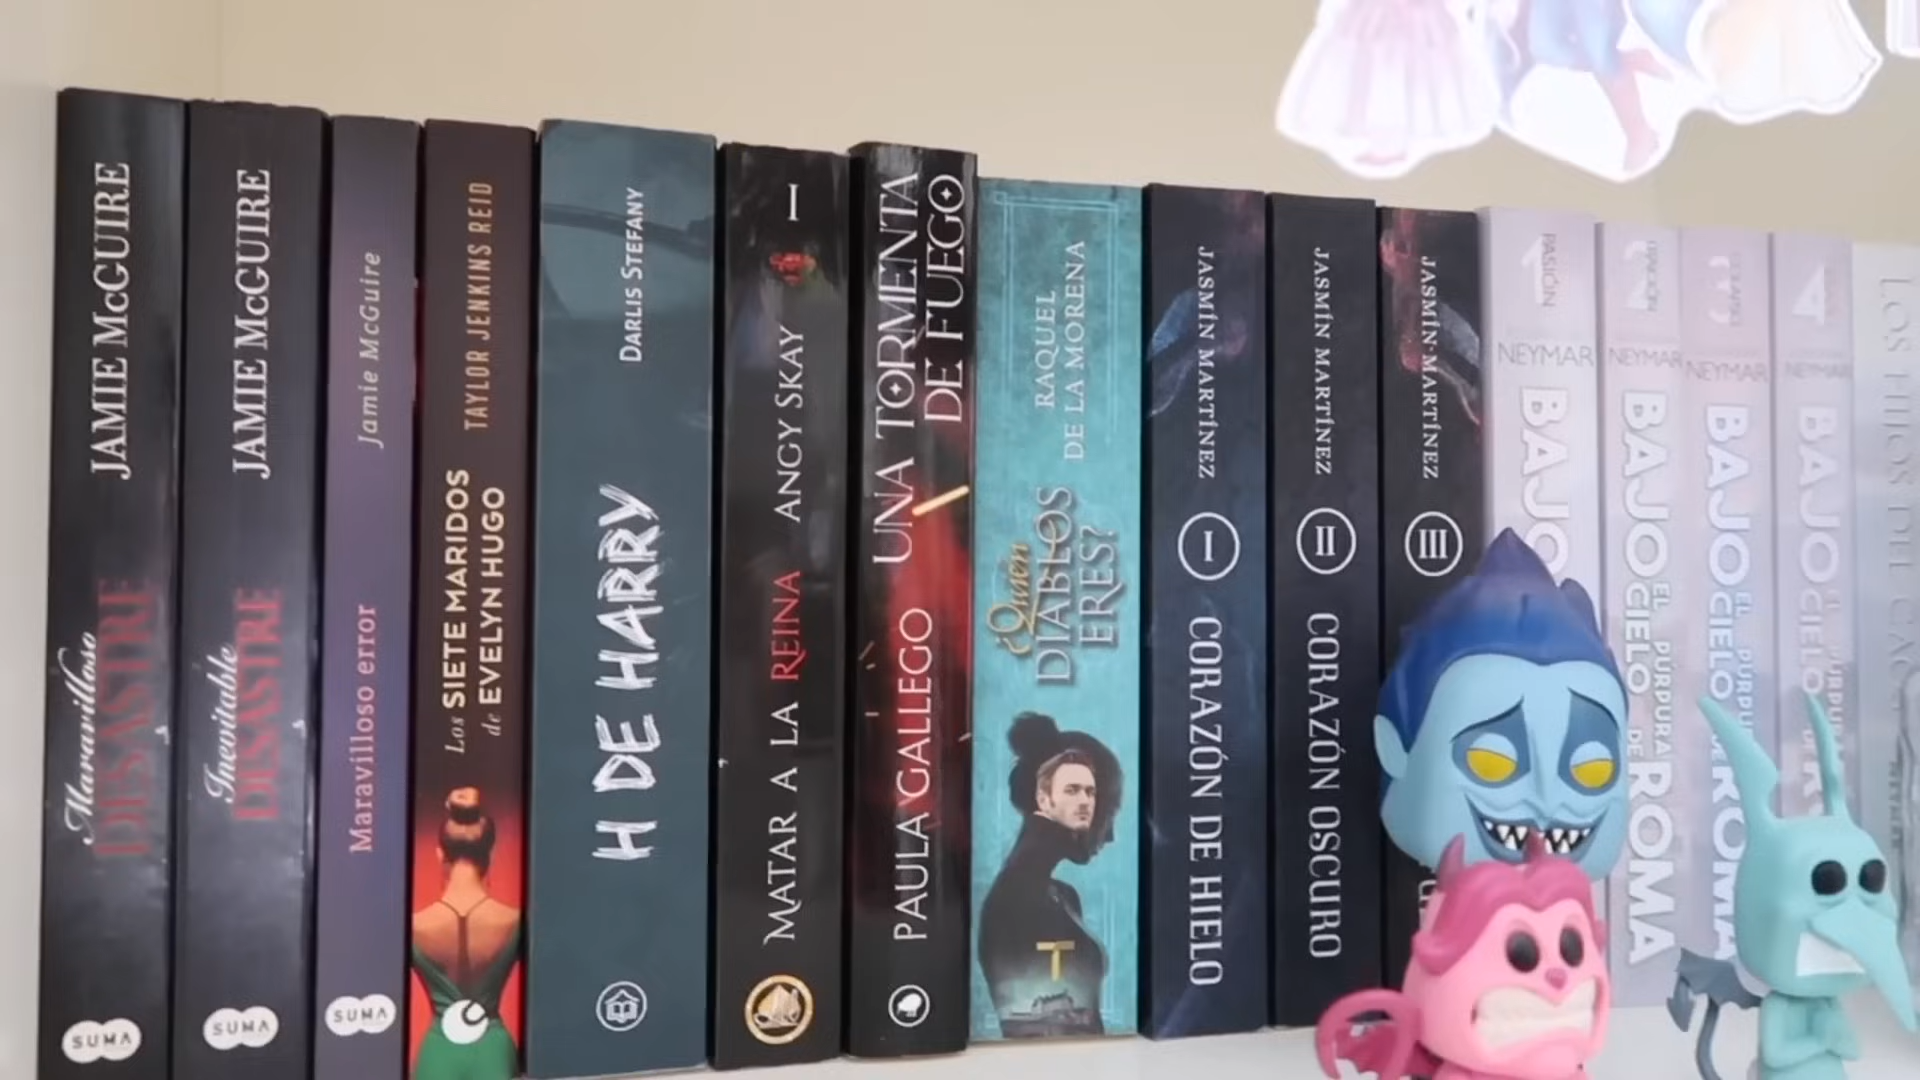 JAMIE McGUIRE
Maravilloso
DESASTRE
SUMA
JAMIE McGUIRE
Inevitable
DESASTRE
SUMA
Jamie McGuire
Maravilloso error
SUMA
TAYLOR JENKINS REID
Los SIETE MARIDOS
de EVELYN HUGO
DARLIS STEFANY
H DE HARRY
I
ANGY SKAY
MATAR A LA REINA
UNA TORMENTA
DE FUEGO
PAULA GALLEGO
RAQUEL
DE LA MORENA
¿Quién
DIABLOS
ERES?
T
JASMÍN MARTÍNEZ
I
CORAZÓN DE HIELO
JASMÍN MARTÍNEZ
II
CORAZÓN OSCURO
JASMÍN MARTÍNEZ
III
1
PASIÓN
NEYMAR
BAJO
NEYMAR
BAJO EL
CIELO PÚRPURA
DE ROMA
NEYMAR
BAJO EL
CIELO
ROMA
4
NEYMAR
BAJO EL
CIELO
LOS HIJOS DEL